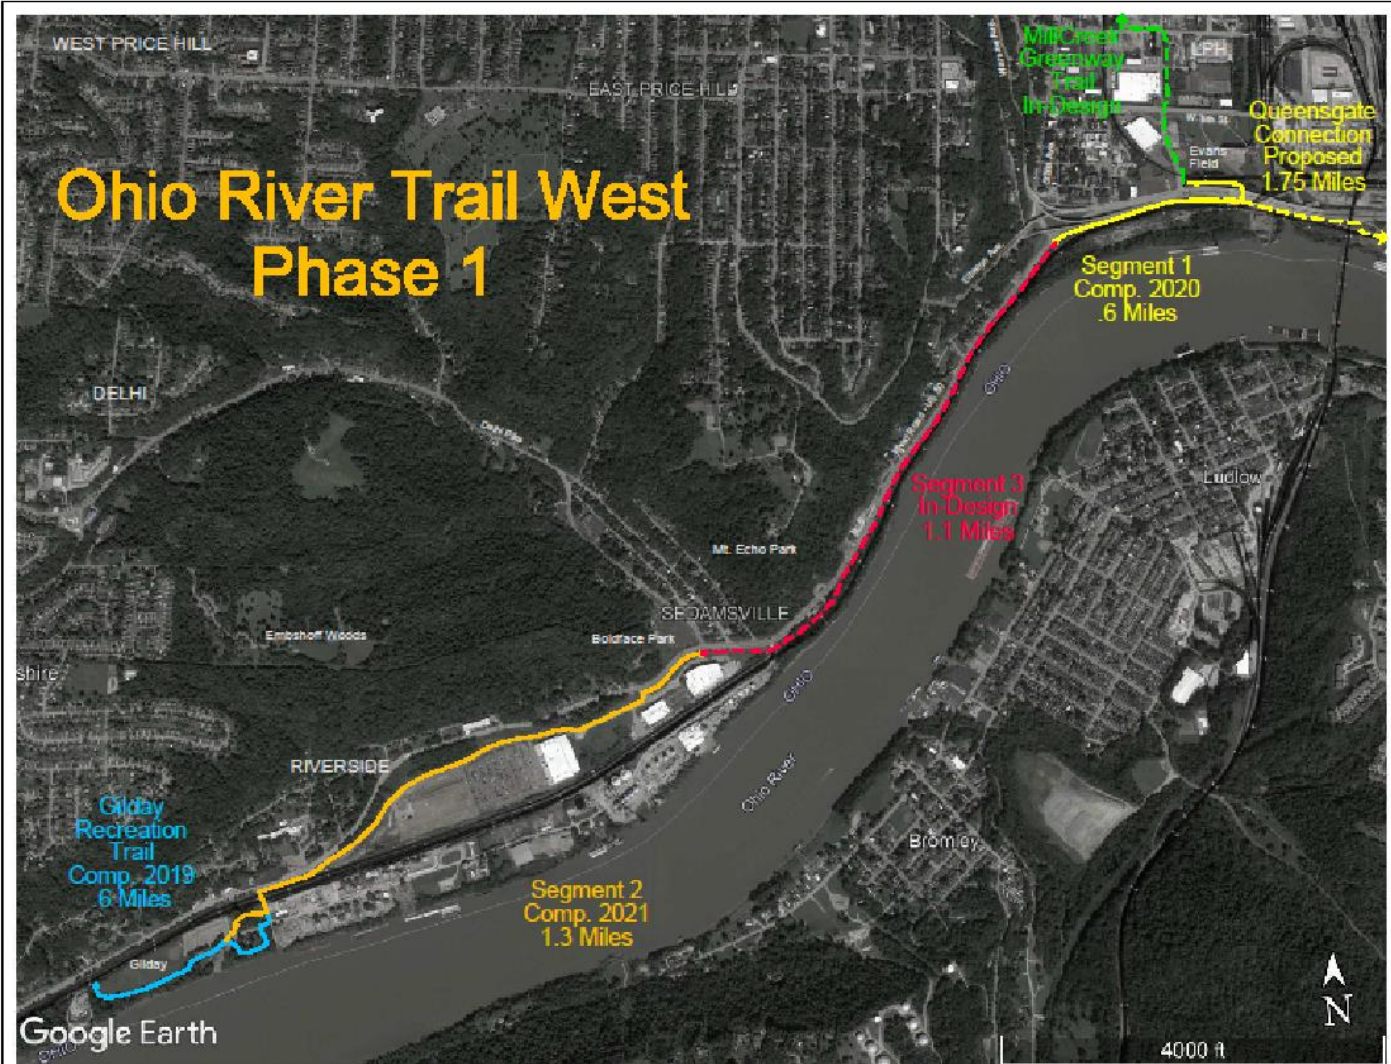 WEST PRICE HILL
EAST PRICE HILL
Mill Creek
Greenway
Trail
In-Design
LPH
W. 8th St
Evans
Field
Queensgate
Connection
Proposed
1.75 Miles
Ohio River Trail West
Phase 1
Segment 1
Comp. 2020
.6 Miles
DELHI
OHIO
Segment 3
In-Design
1.1 Miles
Ludlow
Mt. Echo Park
SEDAMSVILLE
Boldface Park
Embshoff Woods
shire
OHIO
Ohio River
RIVERSIDE
Gilday
Recreation
Trail
Comp. 2019
.6 Miles
Bromley
Segment 2
Comp. 2021
1.3 Miles
Gilday
N
Google Earth
OHIO
4000 ft